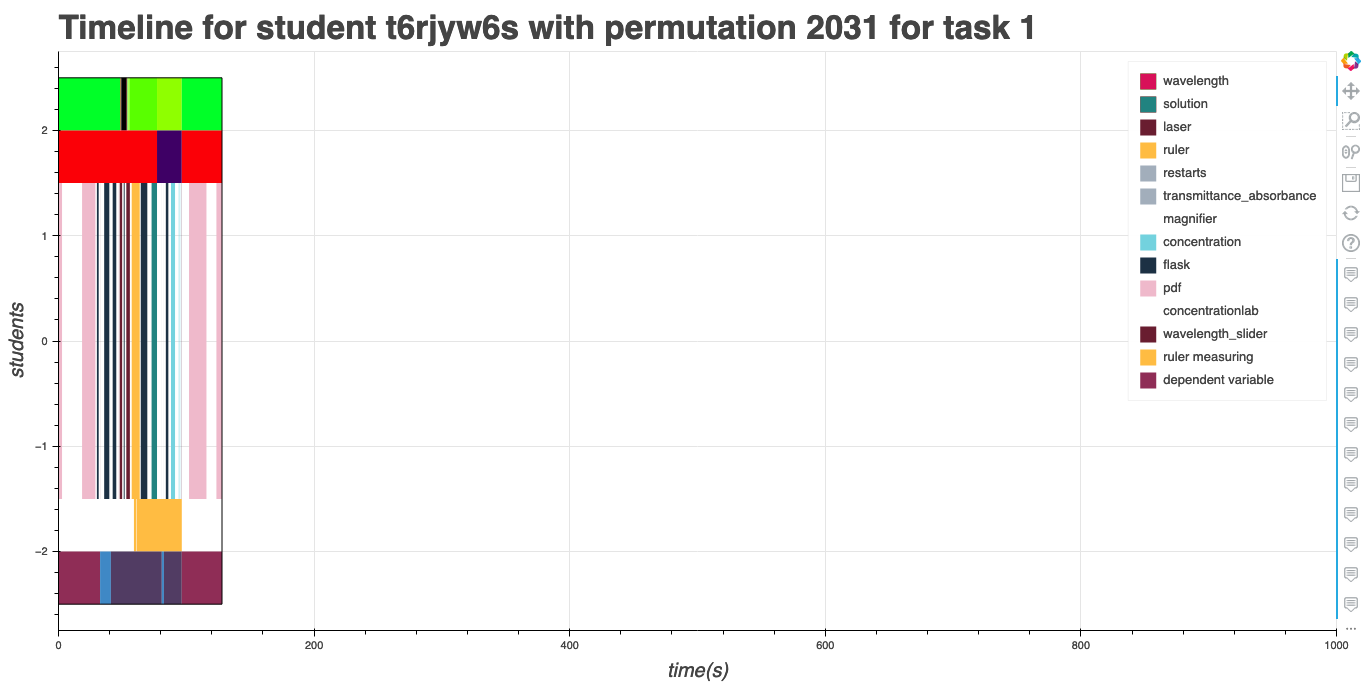 Timeline for student t6rjyw6s with permutation 2031 for task 1
wavelength
solution
laser
ruler
restarts
transmittance_absorbance
magnifier
concentration
flask
pdf
concentrationlab
wavelength_slider
ruler measuring
dependent variable
students
2
1
0
−1
−2
0
200
400
600
800
1000
time(s)